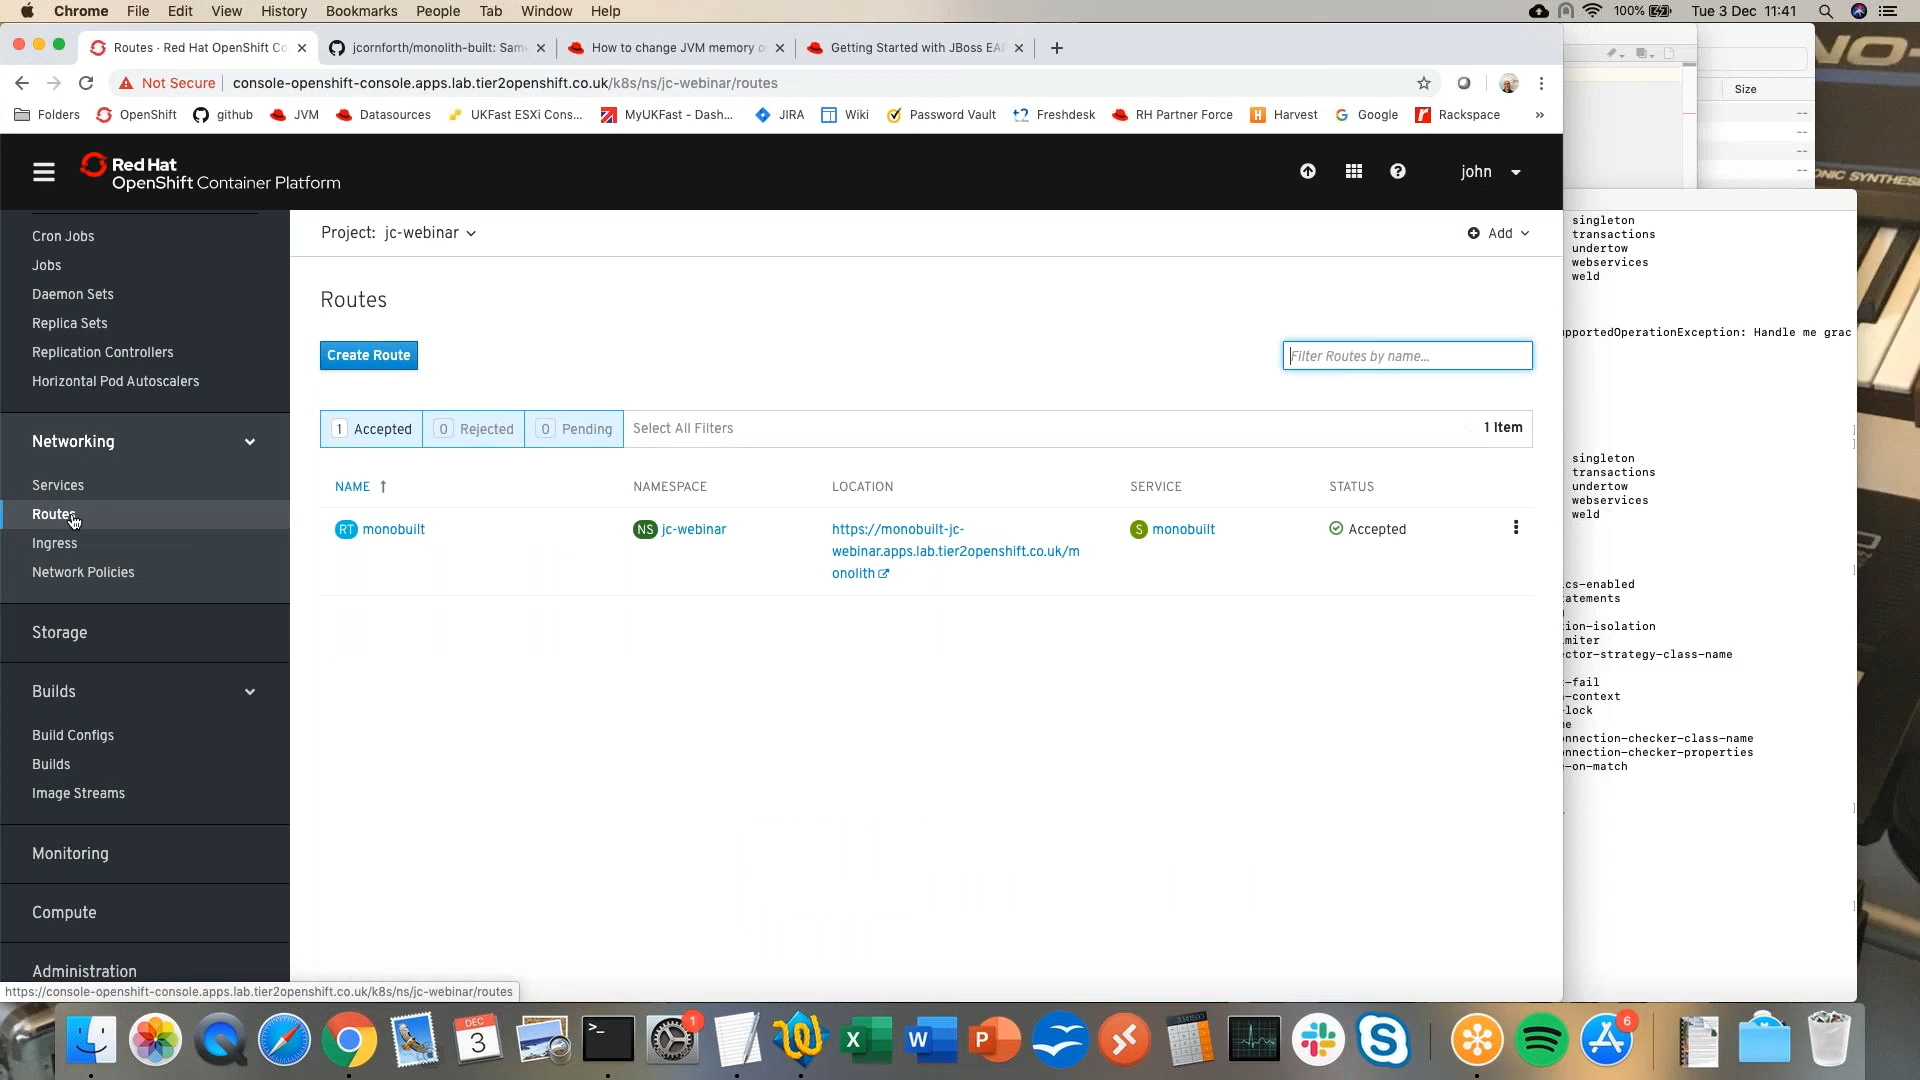 Chrome File Edit View History Bookmarks People Tab Window Help 100% Tue 3 Dec 11:41
Routes · Red Hat OpenShift Co jcornforth/monolith-built: Sam How to change JVM memory o Getting Started with JBoss EA
Not Secure console-openshift-console.apps.lab.tier2openshift.co.uk/k8s/ns/jc-webinar/routes
Folders OpenShift github JVM Datasources UKFast ESXi Cons... MyUKFast - Dash... JIRA Wiki Password Vault Freshdesk RH Partner Force Harvest Google Rackspace »
Size
Red Hat
OpenShift Container Platform
john
Cron Jobs
Jobs
Daemon Sets
Replica Sets
Replication Controllers
Horizontal Pod Autoscalers
Networking
Services
Routes
Ingress
Network Policies
Storage
Builds
Build Configs
Builds
Image Streams
Monitoring
Compute
Administration
https://console-openshift-console.apps.lab.tier2openshift.co.uk/k8s/ns/jc-webinar/routes
Project: jc-webinar
Add
Routes
Create Route
Filter Routes by name...
1 Accepted 0 Rejected 0 Pending Select All Filters 1 Item
NAME NAMESPACE LOCATION SERVICE STATUS
RT monobuilt NS jc-webinar https://monobuilt-jc-
webinar.apps.lab.tier2openshift.co.uk/m
onolith
S monobuilt Accepted
singleton
transactions
undertow
webservices
weld
pportedOperationException: Handle me grac
singleton
transactions
undertow
webservices
weld
cs-enabled
atements
ion-isolation
miter
ctor-strategy-class-name
-fail
-context
-lock
me
nnection-checker-class-name
nnection-checker-properties
-on-match
NO-
ONIC SYNTHES
DEC
3
1
6